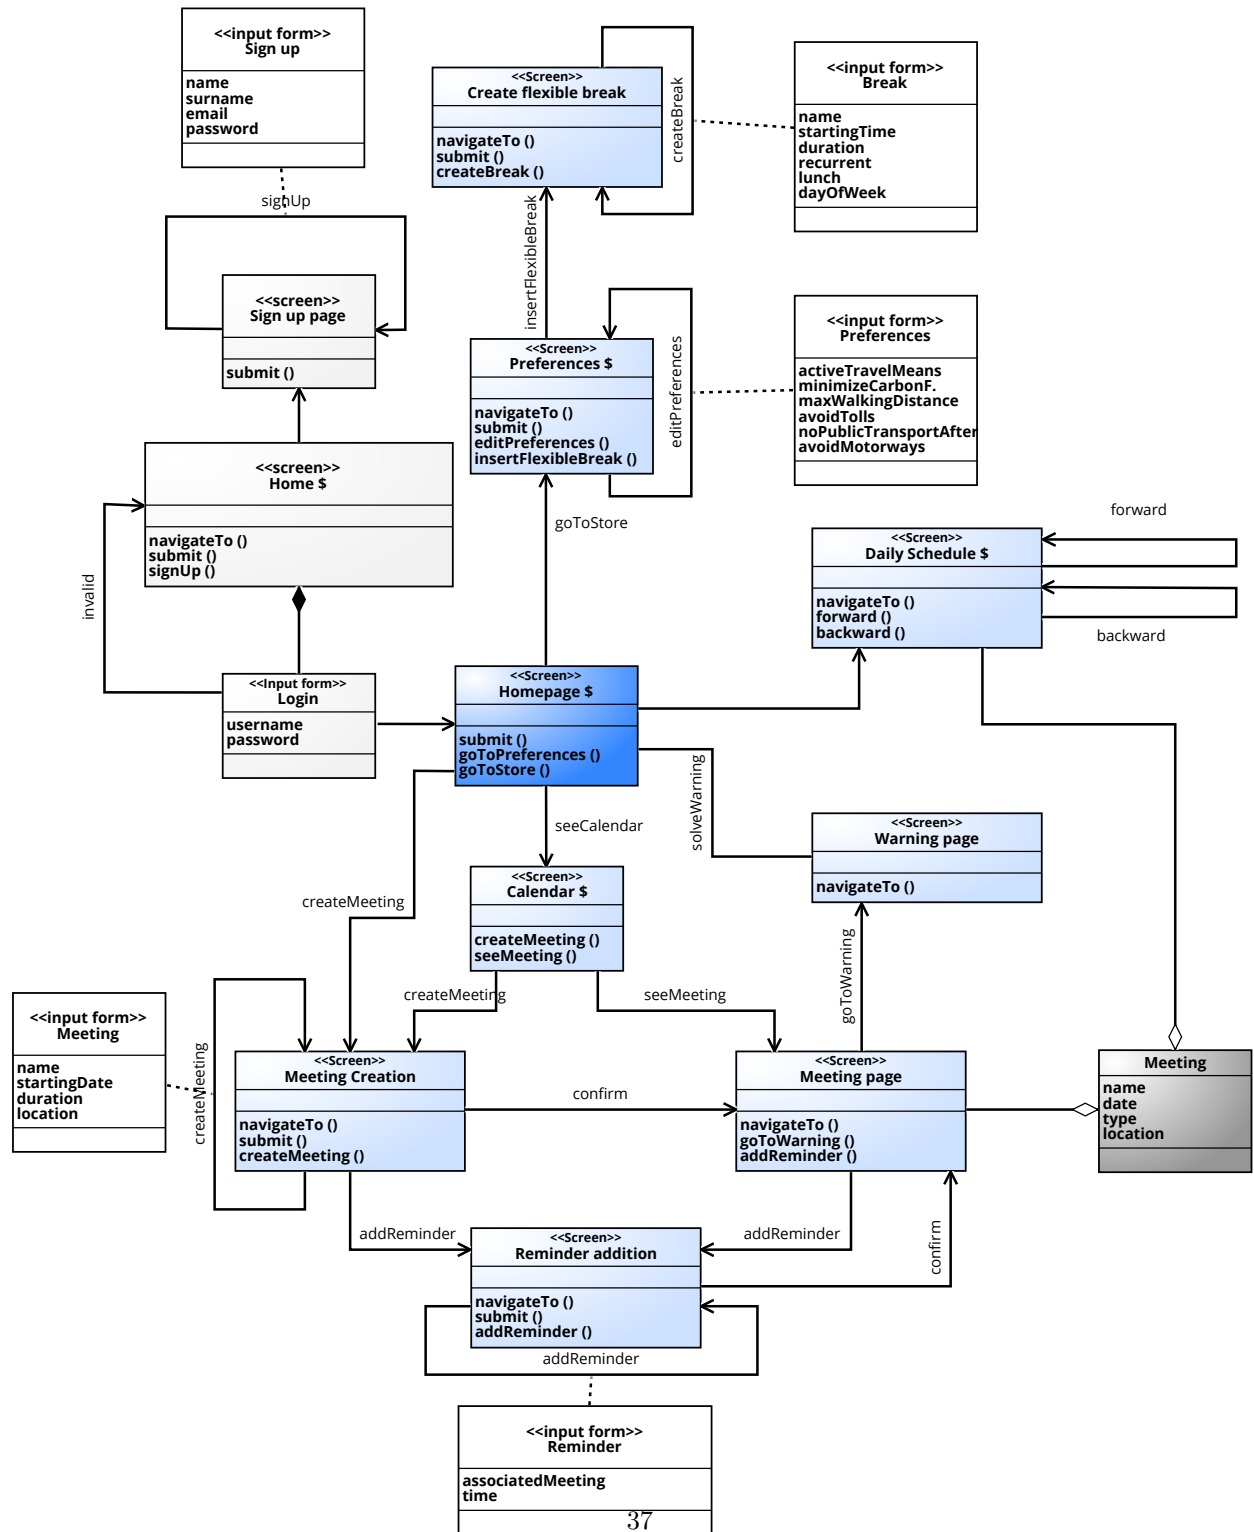 <<input form>>
Sign up
name
surname
email
password
signUp
<<Screen>>
Create flexible break
navigateTo ()
submit ()
createBreak ()
createBreak
<<input form>>
Break
name
startingTime
duration
recurrent
lunch
dayOfWeek
insertFlexibleBreak
<<screen>>
Sign up page
submit ()
<<Screen>>
Preferences $
navigateTo ()
submit ()
editPreferences ()
insertFlexibleBreak ()
editPreferences
<<input form>>
Preferences
activeTravelMeans
minimizeCarbonF.
maxWalkingDistance
avoidTolls
noPublicTransportAfter
avoidMotorways
<<screen>>
Home $
navigateTo ()
submit ()
signUp ()
invalid
goToStore
<<Screen>>
Daily Schedule $
navigateTo ()
forward ()
backward ()
forward
backward
<<Input form>>
Login
username
password
<<Screen>>
Homepage $
submit ()
goToPreferences ()
goToStore ()
solveWarning
seeCalendar
createMeeting
<<Screen>>
Warning page
navigateTo ()
<<Screen>>
Calendar $
createMeeting ()
seeMeeting ()
goToWarning
createMeeting
seeMeeting
<<input form>>
Meeting
name
startingDate
duration
location
createMeeting
<<Screen>>
Meeting Creation
navigateTo ()
submit ()
createMeeting ()
confirm
<<Screen>>
Meeting page
navigateTo ()
goToWarning ()
addReminder ()
Meeting
name
date
type
location
addReminder
addReminder
confirm
<<Screen>>
Reminder addition
navigateTo ()
submit ()
addReminder ()
addReminder
<<input form>>
Reminder
associatedMeeting
time
37